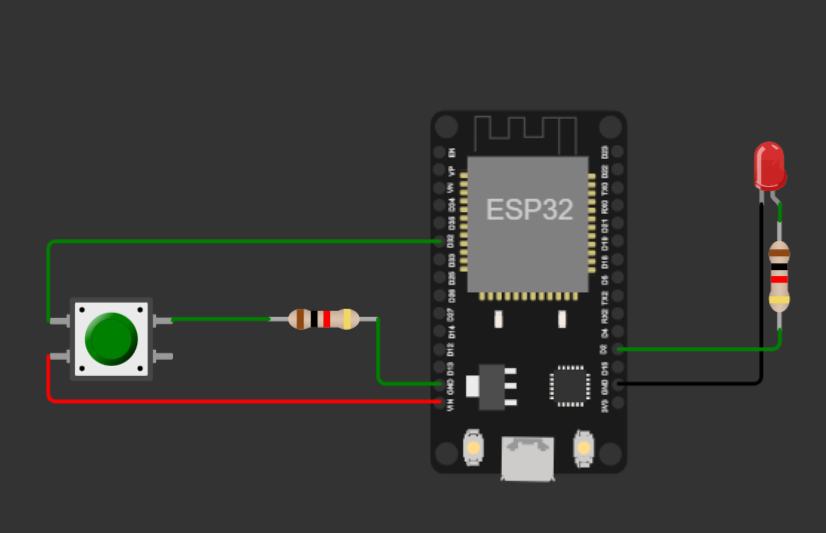 EN
VP
VN
D34
D35
D32
D33
D25
D26
D27
D14
D12
D13
GND
VIN
ESP32
D23
D22
TX0
RX0
D21
D19
D18
D5
TX2
RX2
D4
D2
D15
GND
3V3